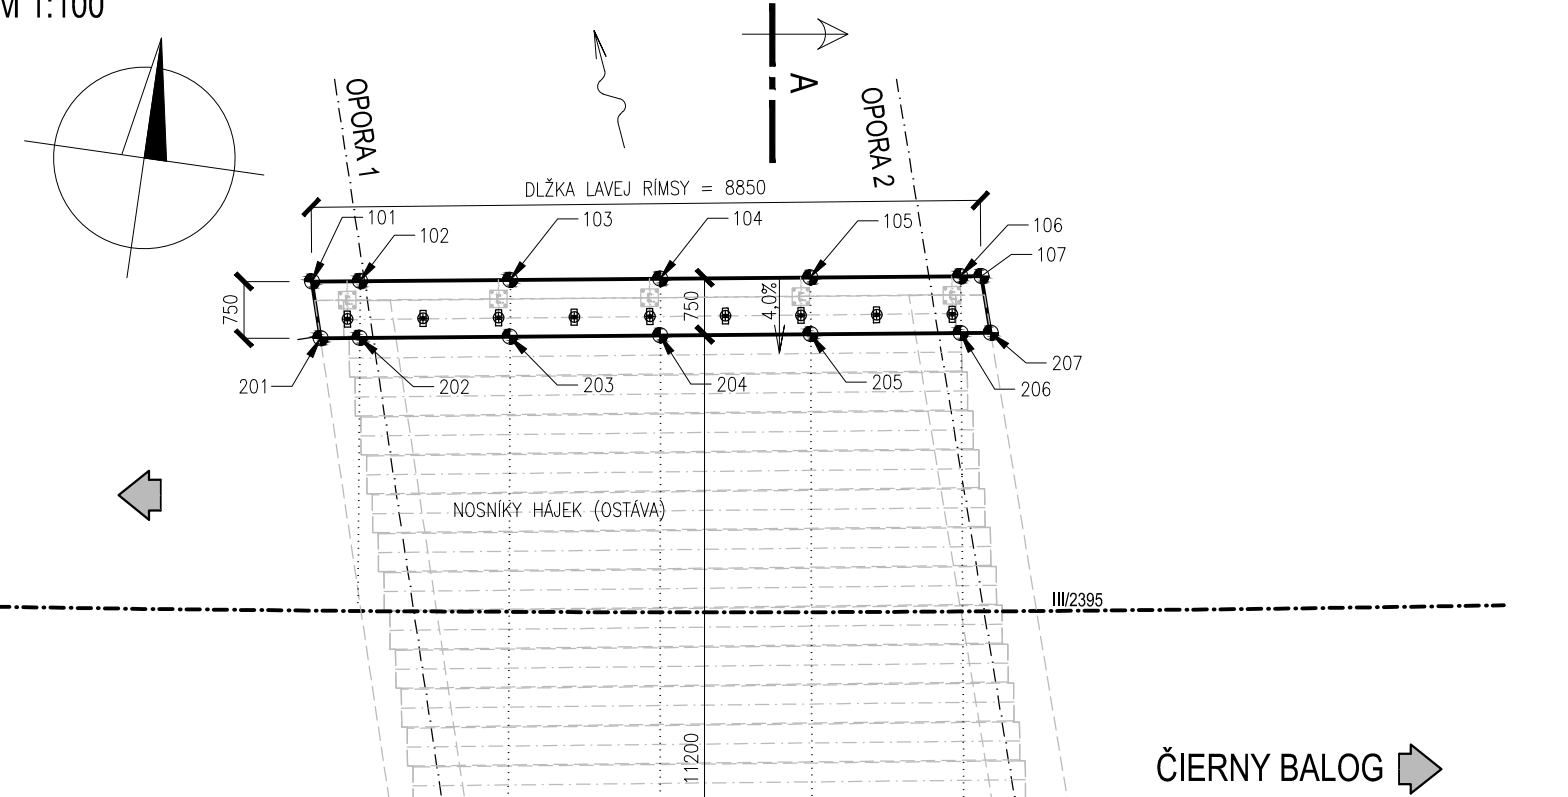 M 1:100
OPORA 1
A
OPORA 2
DLŽKA LAVEJ RÍMSY = 8850
101
102
103
104
105
106
107
750
750
4,0%
201
202
203
204
205
206
207
NOSNÍKY HÁJEK (OSTÁVA)
III/2395
11200
ČIERNY BALOG